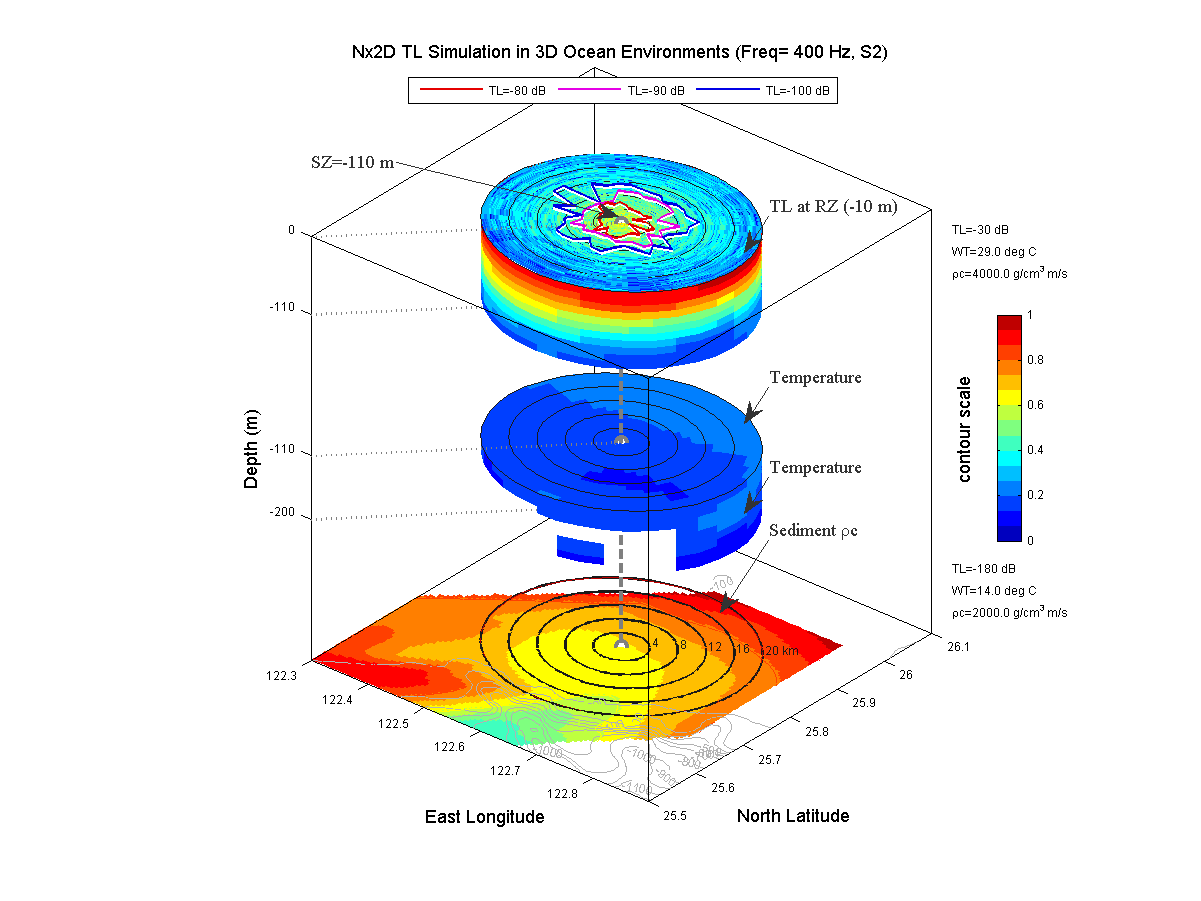 Nx2D TL Simulation in 3D Ocean Environments (Freq= 400 Hz, S2)
TL=-80 dB TL=-90 dB TL=-100 dB
SZ=-110 m
TL at RZ (-10 m)
0
-110
-110
-200
Depth (m)
Temperature
Temperature
Sediment ρc
TL=-30 dB
WT=29.0 deg C
ρc=4000.0 g/cm³ m/s
1
0.8
0.6
0.4
0.2
0
contour scale
TL=-180 dB
WT=14.0 deg C
ρc=2000.0 g/cm³ m/s
-100
4 8 12 16 20 km
122.3
122.4
122.5
122.6
122.7
122.8
East Longitude
26.1
26
25.9
25.8
25.7
25.6
25.5
North Latitude
-1000
-1000
-900
-1100